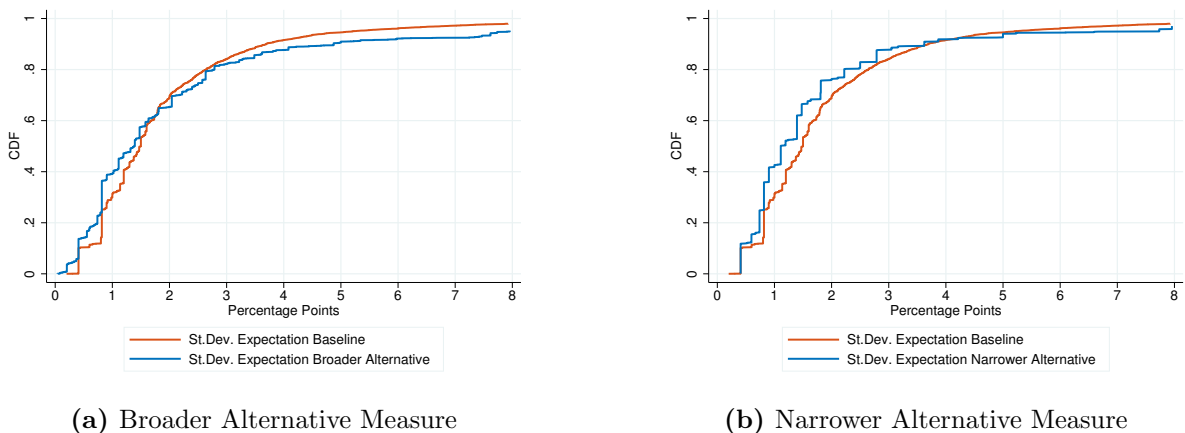 1
.8
.6
.4
.2
0
CDF
0 1 2 3 4 5 6 7 8
Percentage Points
St.Dev. Expectation Baseline
St.Dev. Expectation Broader Alternative
(a) Broader Alternative Measure
1
.8
.6
.4
.2
0
CDF
0 1 2 3 4 5 6 7 8
Percentage Points
St.Dev. Expectation Baseline
St.Dev. Expectation Narrower Alternative
(b) Narrower Alternative Measure